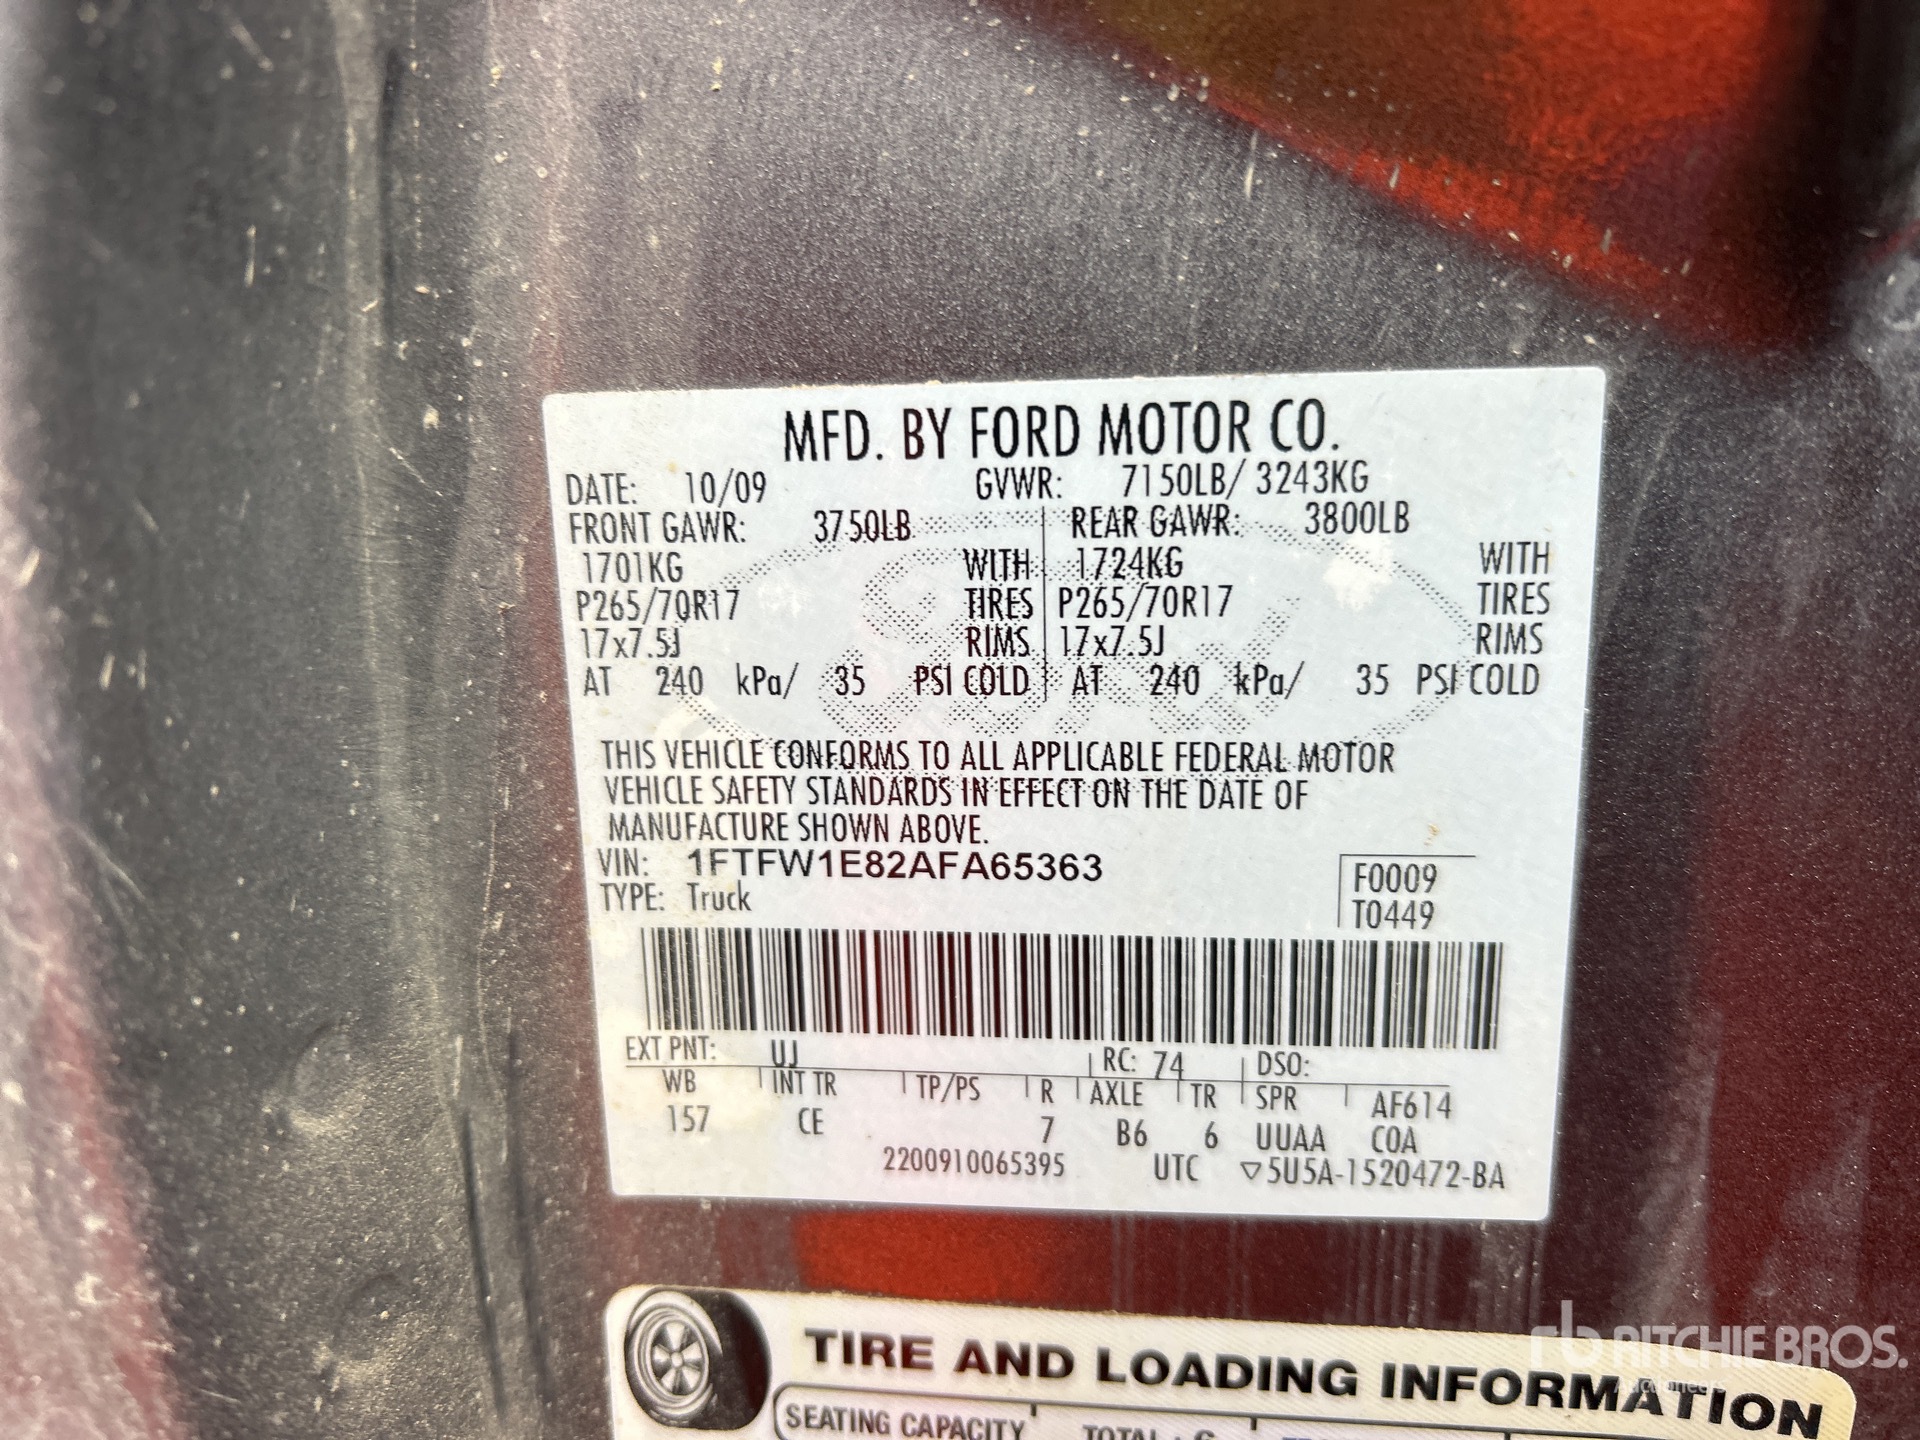 MFD. BY FORD MOTOR CO.
DATE: 10/09 GVWR: 7150LB/ 3243KG
FRONT GAWR: 3750LB REAR GAWR: 3800LB
1701KG WITH 1724KG WITH
P265/70R17 TIRES P265/70R17 TIRES
17x7.5J RIMS 17x7.5J RIMS
AT 240 kPa/ 35 PSI COLD AT 240 kPa/ 35 PSI COLD
THIS VEHICLE CONFORMS TO ALL APPLICABLE FEDERAL MOTOR
VEHICLE SAFETY STANDARDS IN EFFECT ON THE DATE OF
MANUFACTURE SHOWN ABOVE.
VIN: 1FTFW1E82AFA65363
TYPE: Truck
F0009
T0449
EXT PNT: UJ RC: 74 DSO:
WB INT TR TP/PS R AXLE TR SPR AF614
157 CE 7 B6 6 UUAA COA
2200910065395 UTC ▽5U5A-1520472-BA
TIRE AND LOADING INFORMATION
SEATING CAPACITY TOTAL : 6
rb RITCHIE BROS.
Auctioneers